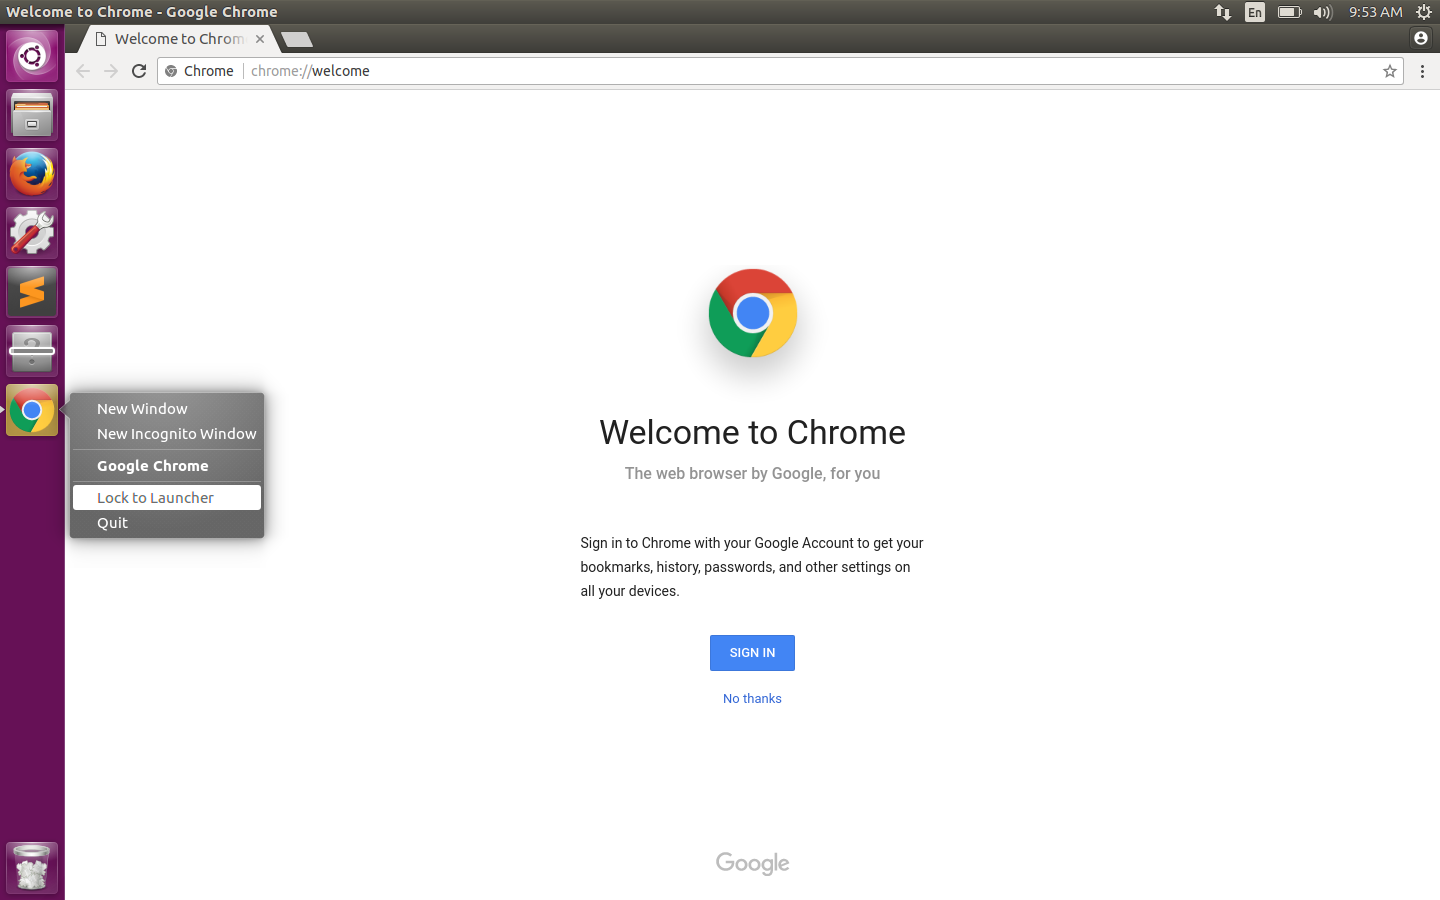 Welcome to Chrome - Google Chrome
En
9:53 AM
Welcome to Chrom
Chrome
chrome://welcome
New Window
New Incognito Window
Google Chrome
Lock to Launcher
Quit
Welcome to Chrome
The web browser by Google, for you
Sign in to Chrome with your Google Account to get your
bookmarks, history, passwords, and other settings on
all your devices.
SIGN IN
No thanks
Google